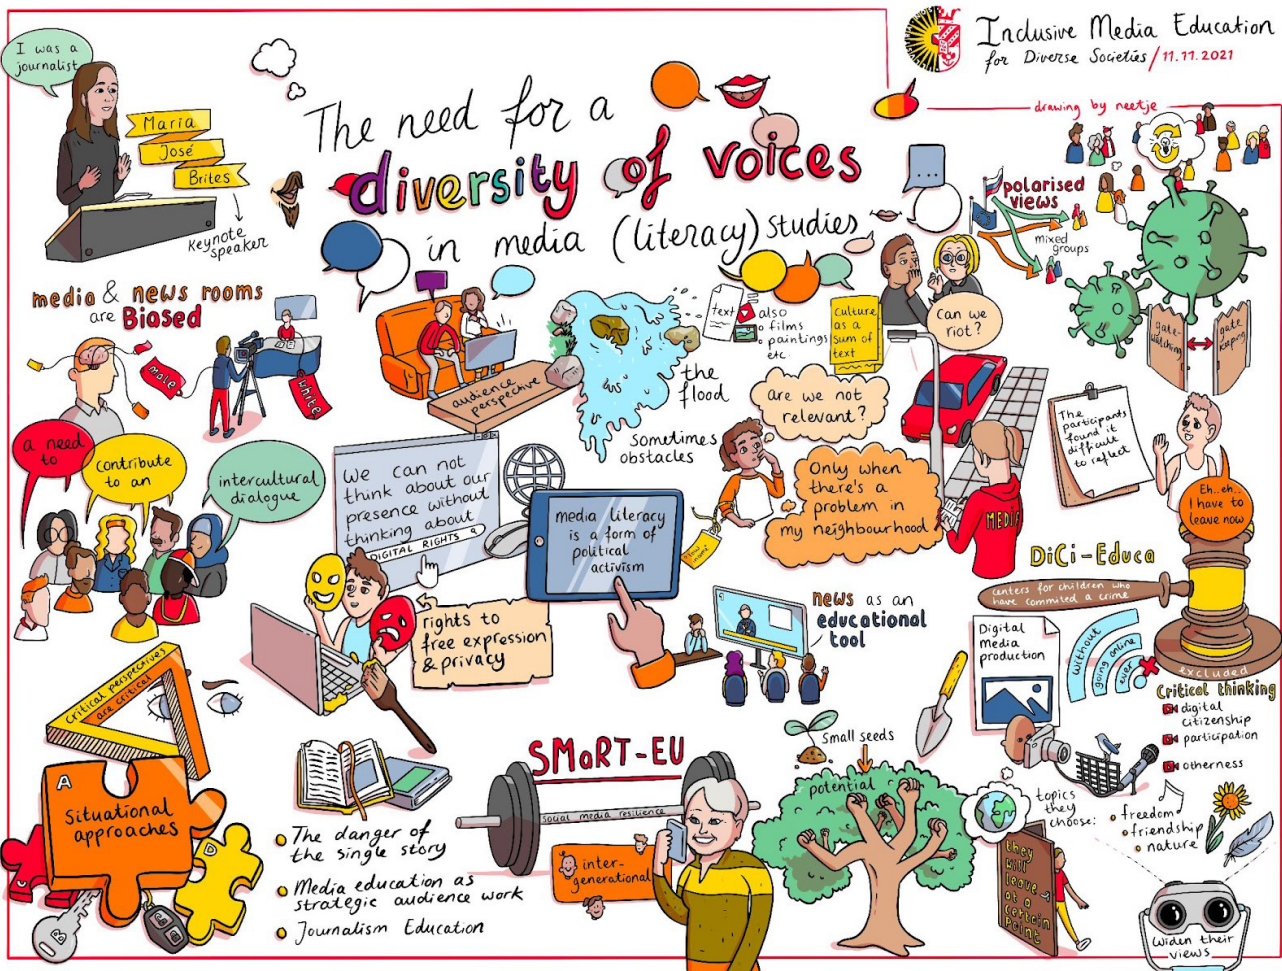 I was a
journalist
Maria
José
Brites
Keynote
speaker
The need for a
diversity of voices
in media (literacy) studies
Inclusive Media Education
for Diverse Societies / 11.11.2021
drawing by neetje
polarised
views
mixed
groups
media & news rooms
are Biased
male
white
a need
to
contribute
to an
intercultural
dialogue
audience
perspective
the
flood
sometimes
obstacles
text
also
films
paintings
etc.
Culture
as a
sum of
text
can we
riot?
gate-
watching
gate
keeping
are we not
relevant?
Only when
there's a
problem in
my neighbourhood
MEDIA
The
participants
found it
difficult
to reflect
Eh..eh..
I have to
leave now
We can not
think about our
presence without
thinking about
DIGITAL RIGHTS
media literacy
is a form of
political
activism
rights to
free expression
& privacy
news as an
educational
tool
DiCi-Educa
centers for children who
have commited a crime
excluded
Digital
Media
production
without
going online
ever
Critical thinking
digital
citizenship
participation
otherness
Critical perspectives
are critical
A
Situational
approaches
B
D
The danger of
the single story
Media education as
strategic audience work
Journalism Education
SMaRT-EU
social media resilience
inter-
generational
small seeds
potential
topics
they
choose:
freedom
friendship
nature
they
will
leave
at a
certain
point
Widen their
views